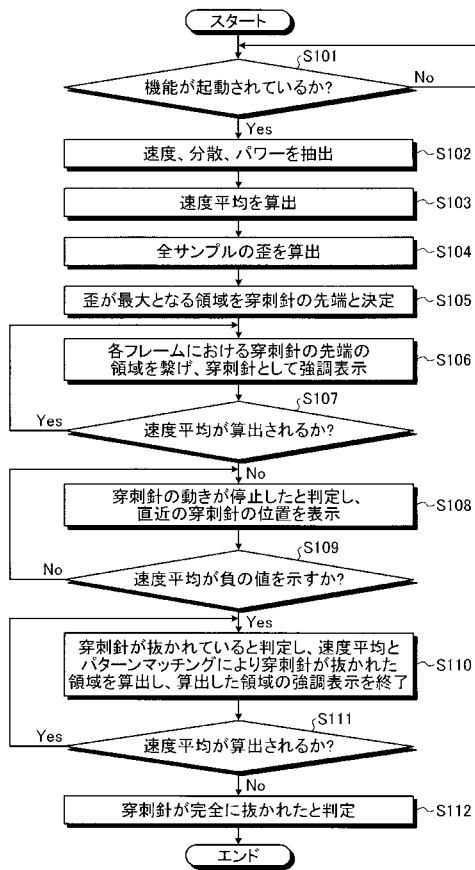 スタート
S101
機能が起動されているか?
No
Yes
速度、分散、パワーを抽出
S102
速度平均を算出
S103
全サンプルの歪を算出
S104
歪が最大となる領域を穿刺針の先端と決定
S105
各フレームにおける穿刺針の先端の
領域を繋げ、穿刺針として強調表示
S106
S107
速度平均が算出されるか?
Yes
No
穿刺針の動きが停止したと判定し、
直近の穿刺針の位置を表示
S108
S109
速度平均が負の値を示すか?
No
Yes
穿刺針が抜かれていると判定し、速度平均と
パターンマッチングにより穿刺針が抜かれた
領域を算出し、算出した領域の強調表示を終了
S110
S111
速度平均が算出されるか?
Yes
No
穿刺針が完全に抜かれたと判定
S112
エンド